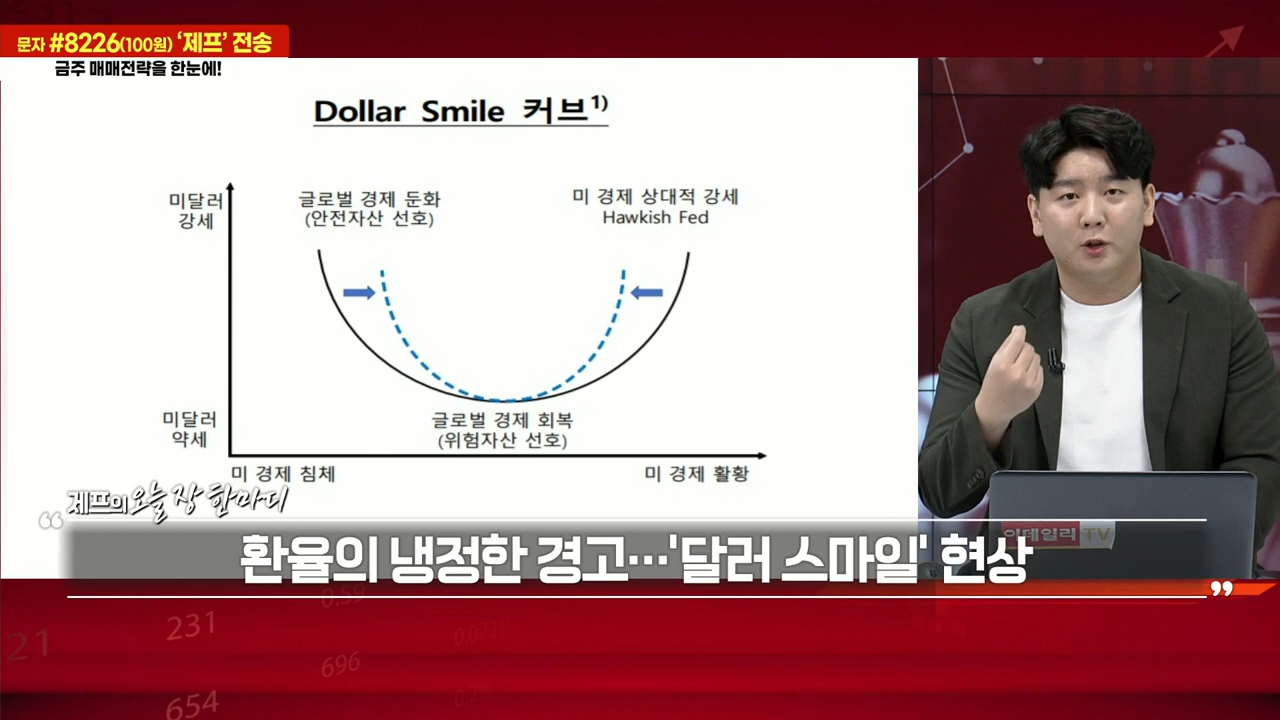 문자 #8226(100원) ‘제프’ 전송
금주 매매전략을 한눈에!
Dollar Smile 커브1)
미달러
강세
글로벌 경제 둔화
(안전자산 선호)
미 경제 상대적 강세
Hawkish Fed
미달러
약세
글로벌 경제 회복
(위험자산 선호)
미 경제 침체
미 경제 활황
제프의 오늘 장 한마디
이데일리 TV
“
환율의 냉정한 경고…'달러 스마일' 현상
”
21
231
0.59
0.023%
696
654